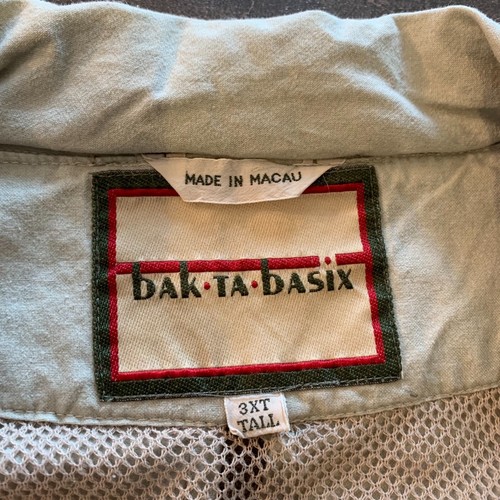 MADE IN MACAU
bak·ta·basix
3XT
TALL